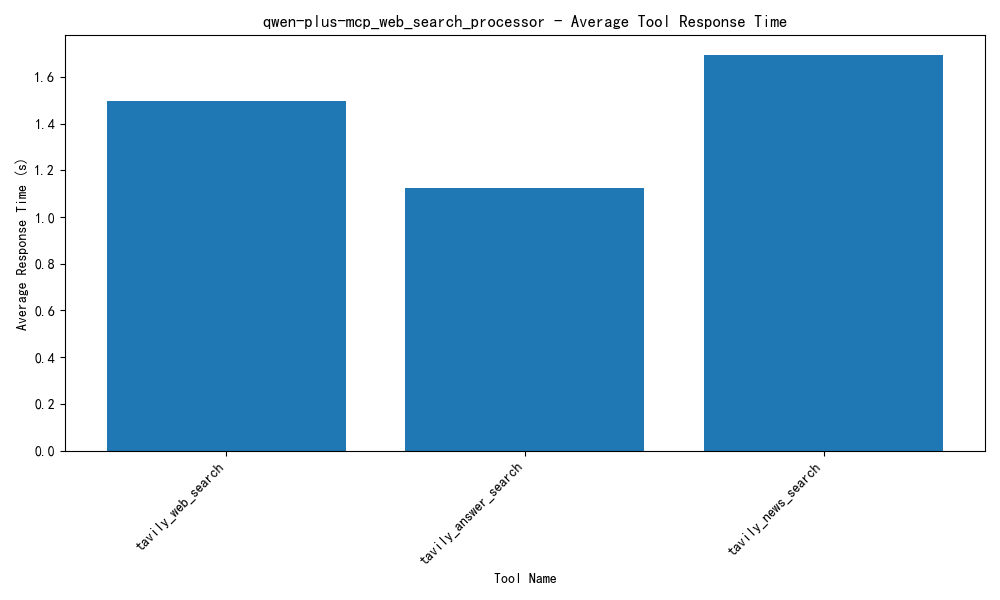 qwen-plus-mcp_web_search_processor - Average Tool Response Time
Average Response Time (s)
1.6
1.4
1.2
1.0
0.8
0.6
0.4
0.2
0.0
tavily_web_search
tavily_answer_search
tavily_news_search
Tool Name